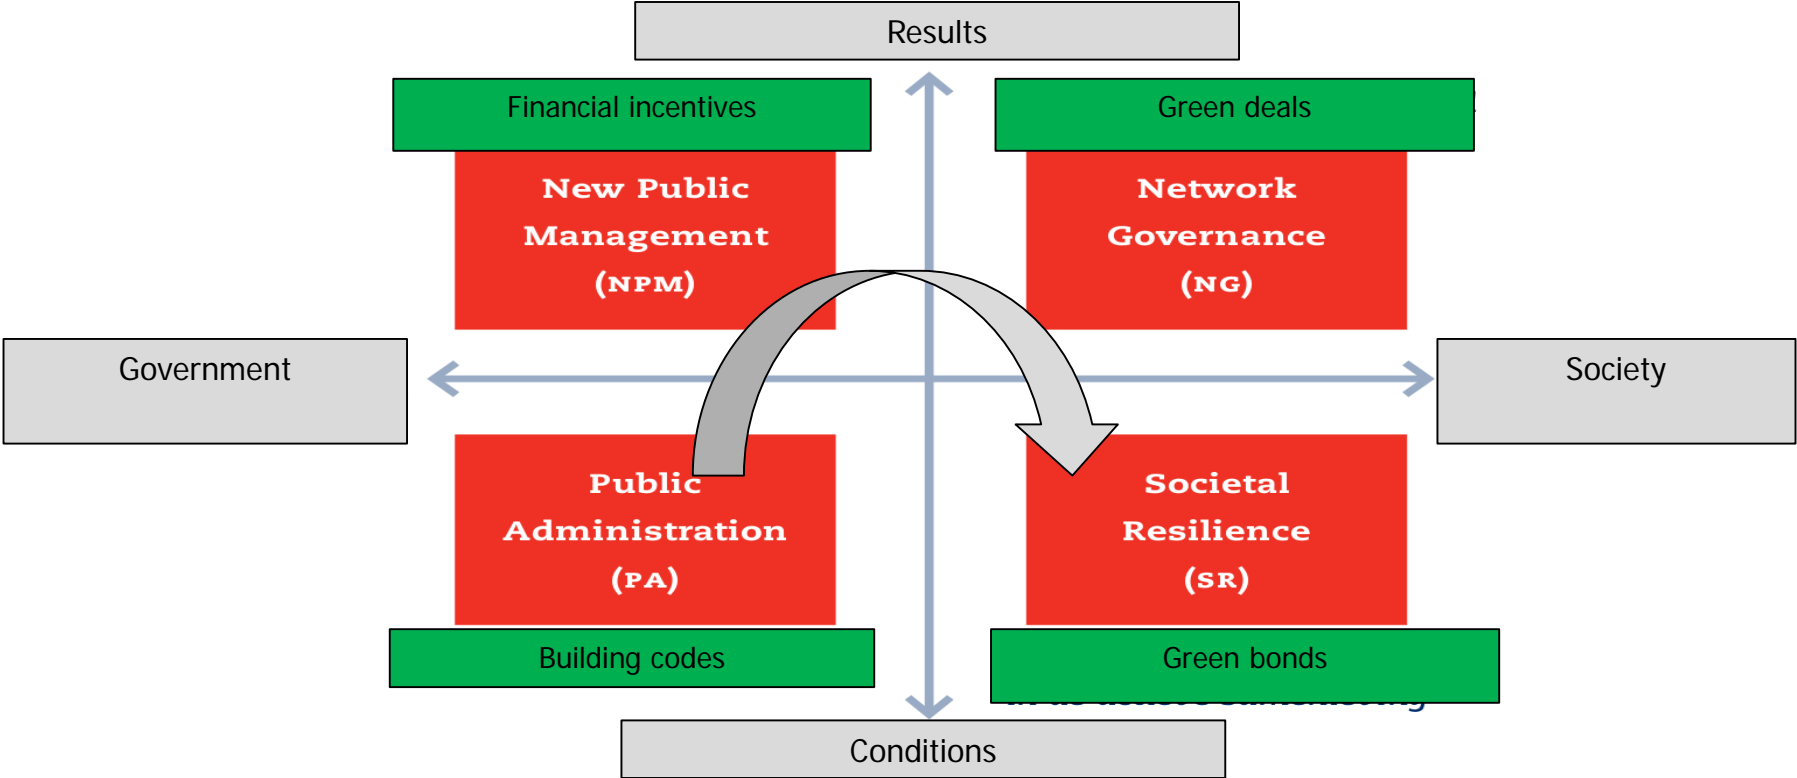 Results
Financial incentives
Green deals
New Public
Management
(NPM)
Network
Governance
(NG)
Government
Society
Public
Administration
(PA)
Societal
Resilience
(SR)
Building codes
Green bonds
Conditions